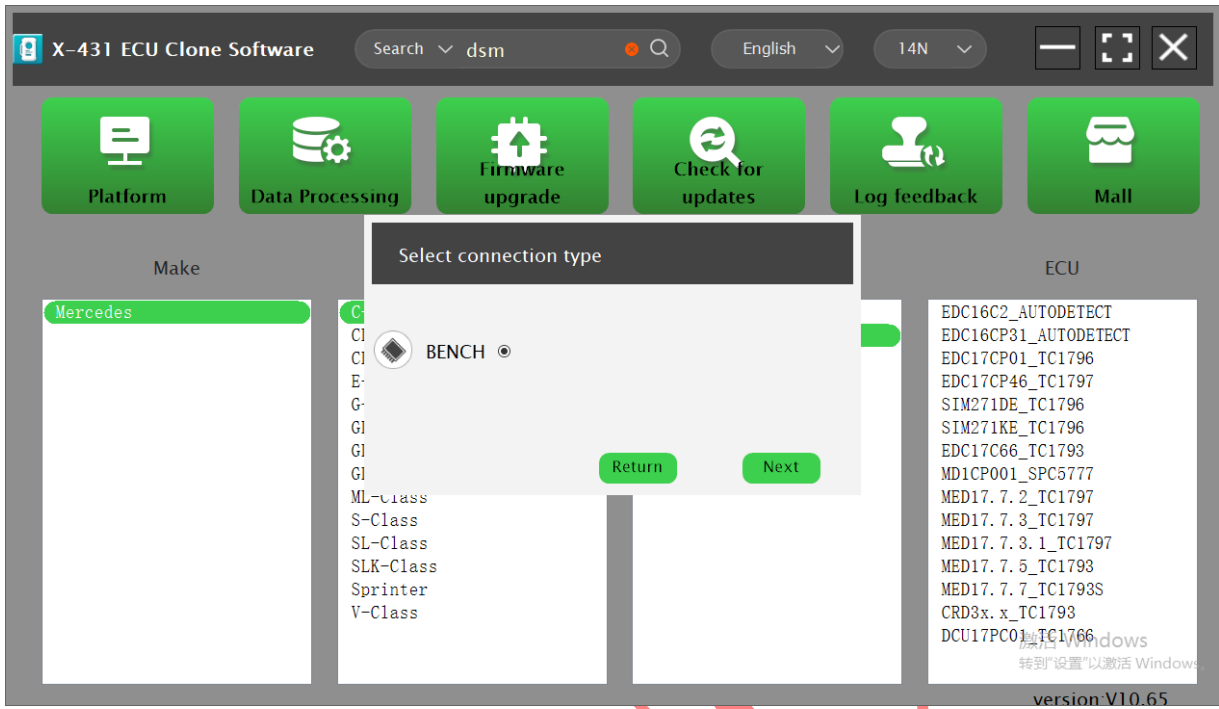 X-431 ECU Clone Software
Search
dsm
English
14N
Platform
Data Processing
Firmware
upgrade
Check for
updates
Log feedback
Mall
Select connection type
BENCH
Return
Next
Make
Mercedes
ML-Class
S-Class
SL-Class
SLK-Class
Sprinter
V-Class
ECU
EDC16C2_AUTODETECT
EDC16CP31_AUTODETECT
EDC17CP01_TC1796
EDC17CP46_TC1797
SIM271DE_TC1796
SIM271KE_TC1796
EDC17C66_TC1793
MD1CP001_SPC5777
MED17.7.2_TC1797
MED17.7.3_TC1797
MED17.7.3.1_TC1797
MED17.7.5_TC1793
MED17.7.7_TC1793S
CRD3x.x_TC1793
DCU17PC01_TC1766
激活 Windows
转到“设置”以激活 Windows。
version:V10.65